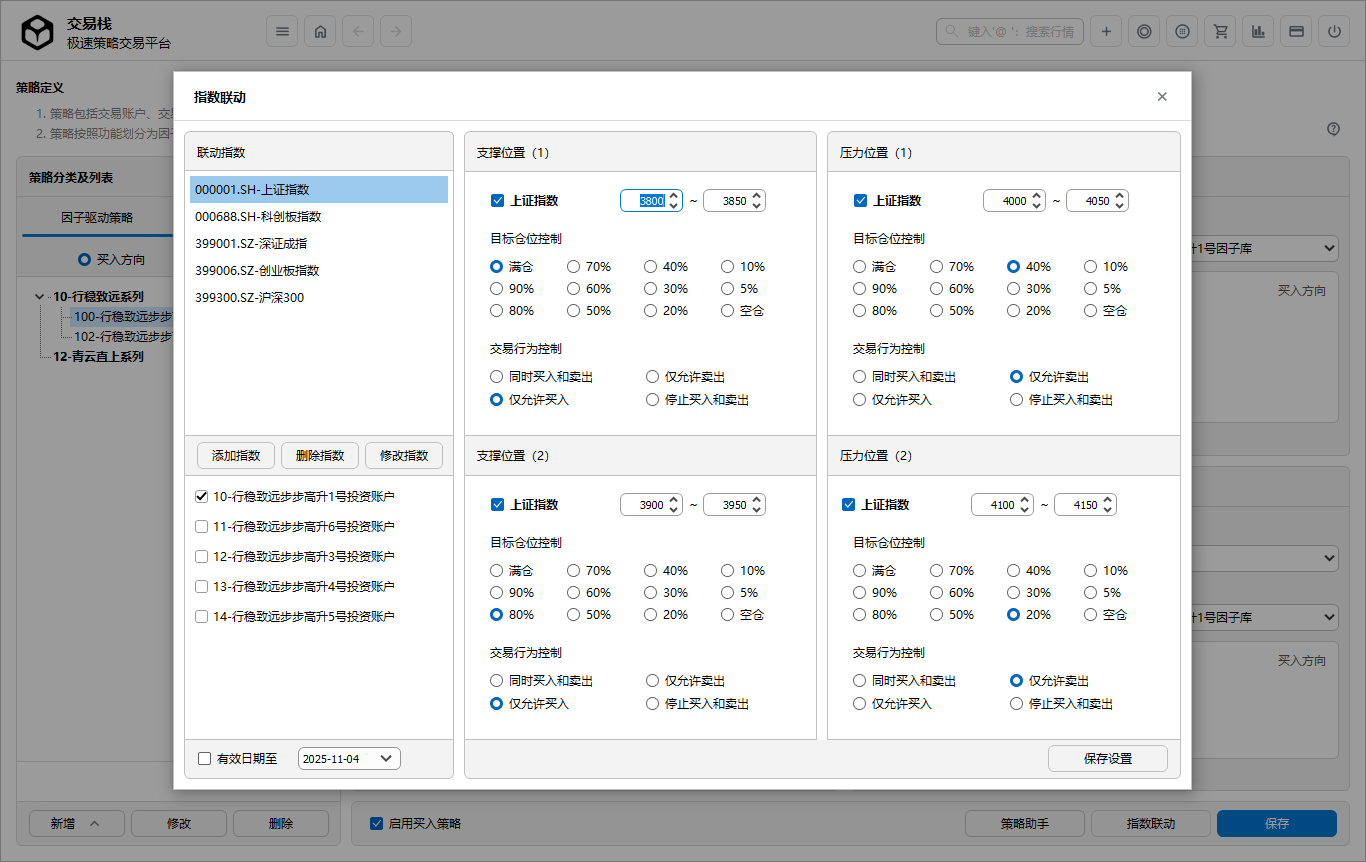 交易栈
极速策略交易平台
键入'@ '：搜索行情
策略定义
1. 策略包括交易账户、交
2. 策略按照功能划分为因子
策略分类及列表
因子驱动策略
买入方向
10-行稳致远系列
100-行稳致远步步
102-行稳致远步步
12-青云直上系列
指数联动
联动指数
000001.SH-上证指数
000688.SH-科创板指数
399001.SZ-深证成指
399006.SZ-创业板指数
399300.SZ-沪深300
添加指数 删除指数 修改指数
10-行稳致远步步高升1号投资账户
11-行稳致远步步高升6号投资账户
12-行稳致远步步高升3号投资账户
13-行稳致远步步高升4号投资账户
14-行稳致远步步高升5号投资账户
有效日期至 2025-11-04
支撑位置（1）
上证指数 3800 ~ 3850
目标仓位控制
满仓 70% 40% 10%
90% 60% 30% 5%
80% 50% 20% 空仓
交易行为控制
同时买入和卖出 仅允许卖出
仅允许买入 停止买入和卖出
压力位置（1）
上证指数 4000 ~ 4050
目标仓位控制
满仓 70% 40% 10%
90% 60% 30% 5%
80% 50% 20% 空仓
交易行为控制
同时买入和卖出 仅允许卖出
仅允许买入 停止买入和卖出
支撑位置（2）
上证指数 3900 ~ 3950
目标仓位控制
满仓 70% 40% 10%
90% 60% 30% 5%
80% 50% 20% 空仓
交易行为控制
同时买入和卖出 仅允许卖出
仅允许买入 停止买入和卖出
压力位置（2）
上证指数 4100 ~ 4150
目标仓位控制
满仓 70% 40% 10%
90% 60% 30% 5%
80% 50% 20% 空仓
交易行为控制
同时买入和卖出 仅允许卖出
仅允许买入 停止买入和卖出
保存设置
1号因子库
买入方向
1号因子库
买入方向
新增 修改 删除
启用买入策略
策略助手 指数联动 保存